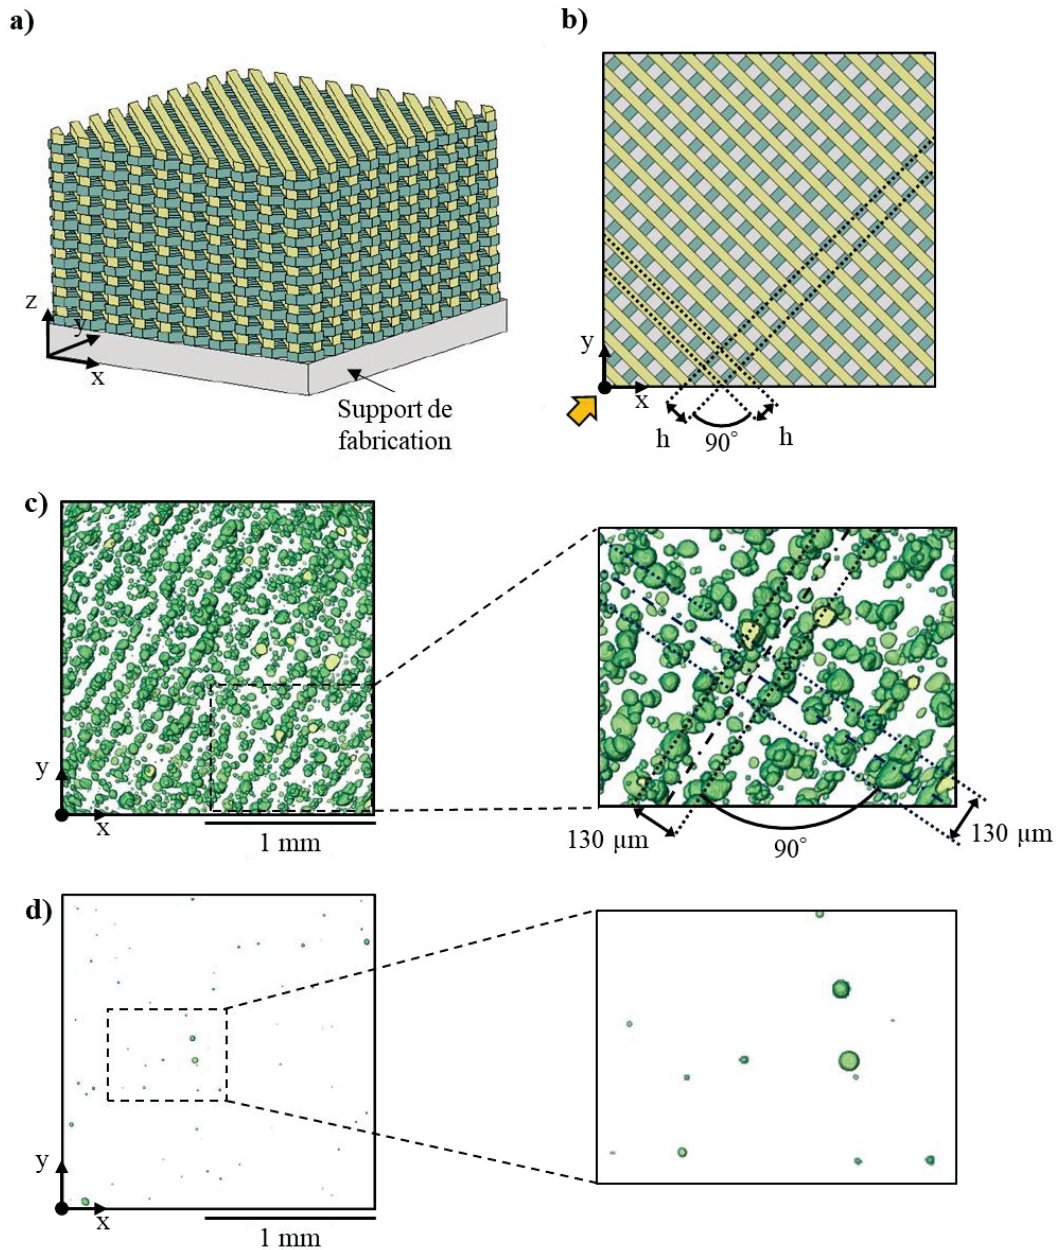 a)
z
y
x
Support de
fabrication
b)
y
x
h
90°
h
c)
y
x
1 mm
130 µm
90°
130 µm
d)
y
x
1 mm